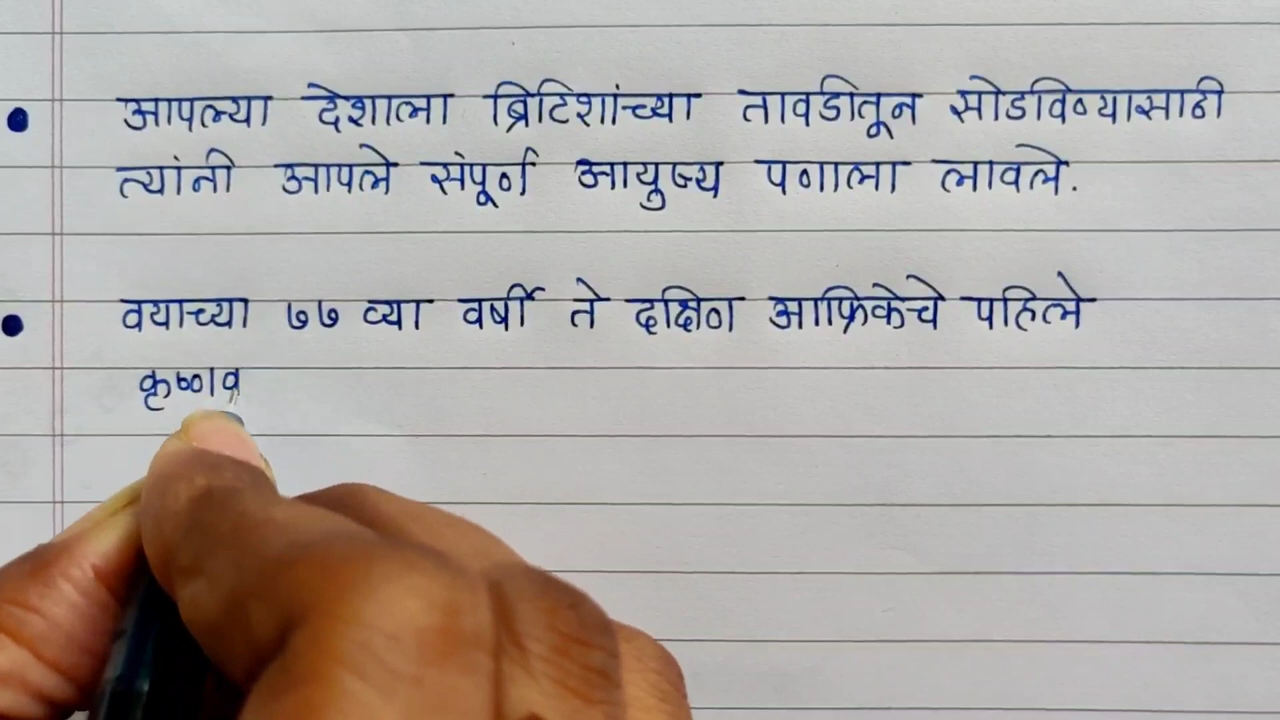 आपल्या देशाला ब्रिटिशांच्या तावडीतून सोडविण्यासाठी
त्यांनी आपले संपूर्ण आयुष्य पणाला लावले.
वयाच्या ७७ व्या वर्षी ते दक्षिण आफ्रिकेचे पहिले
कृष्णव